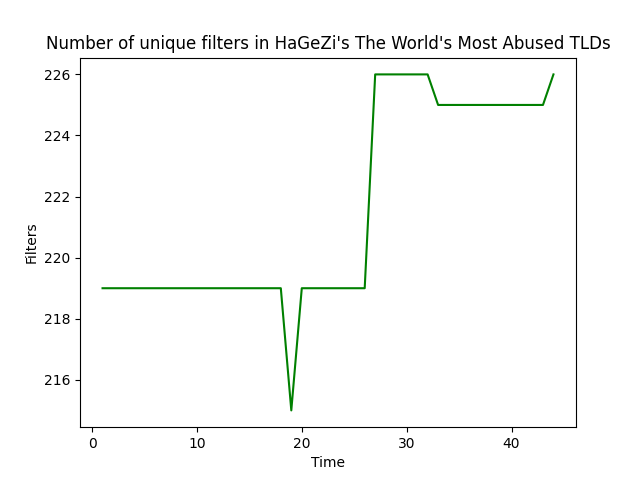 Number of unique filters in HaGeZi's The World's Most Abused TLDs
226
224
222
220
218
216
Filters
0 10 20 30 40
Time